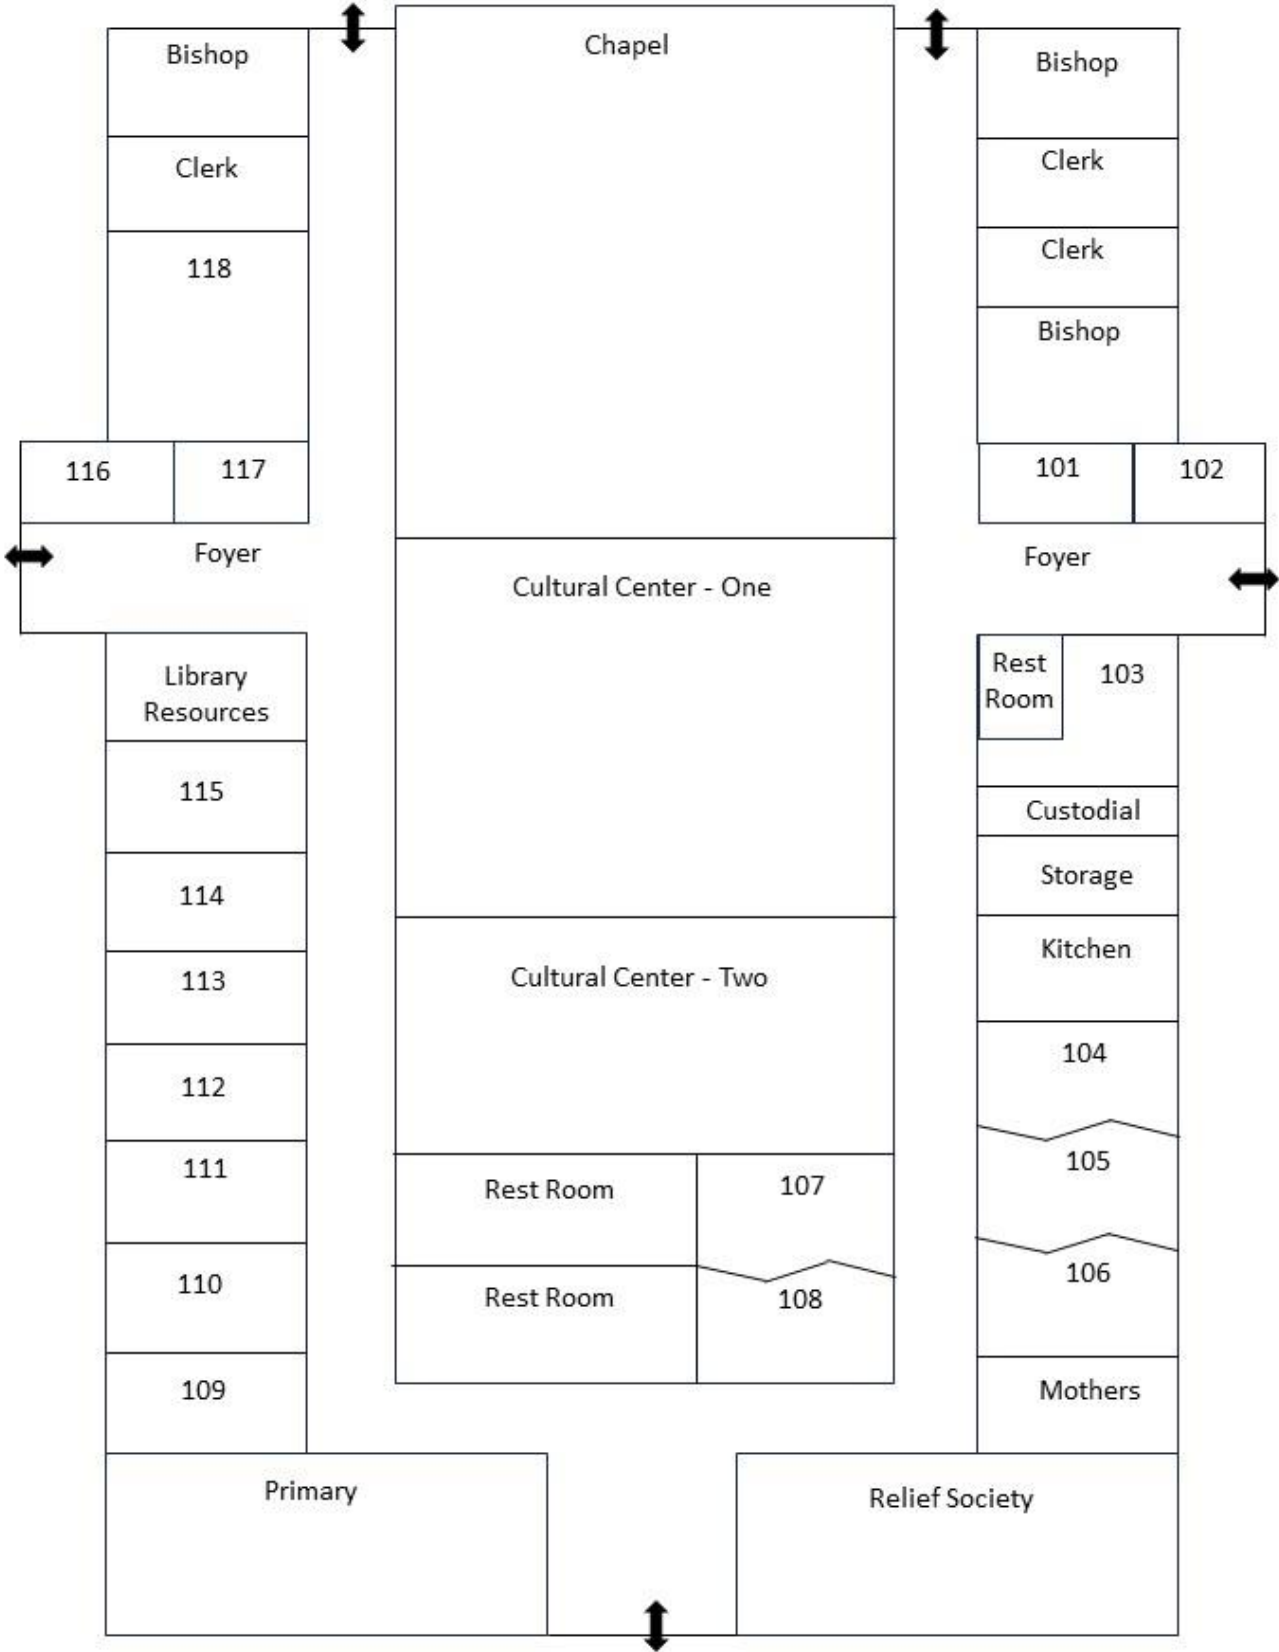 Bishop
Chapel
Bishop
Clerk
Clerk
118
Clerk
Bishop
116
117
101
102
Foyer
Foyer
Cultural Center - One
Library
Resources
Rest
Room
103
115
Custodial
114
Storage
113
Cultural Center - Two
Kitchen
112
104
111
Rest Room
107
105
110
Rest Room
108
106
109
Mothers
Primary
Relief Society